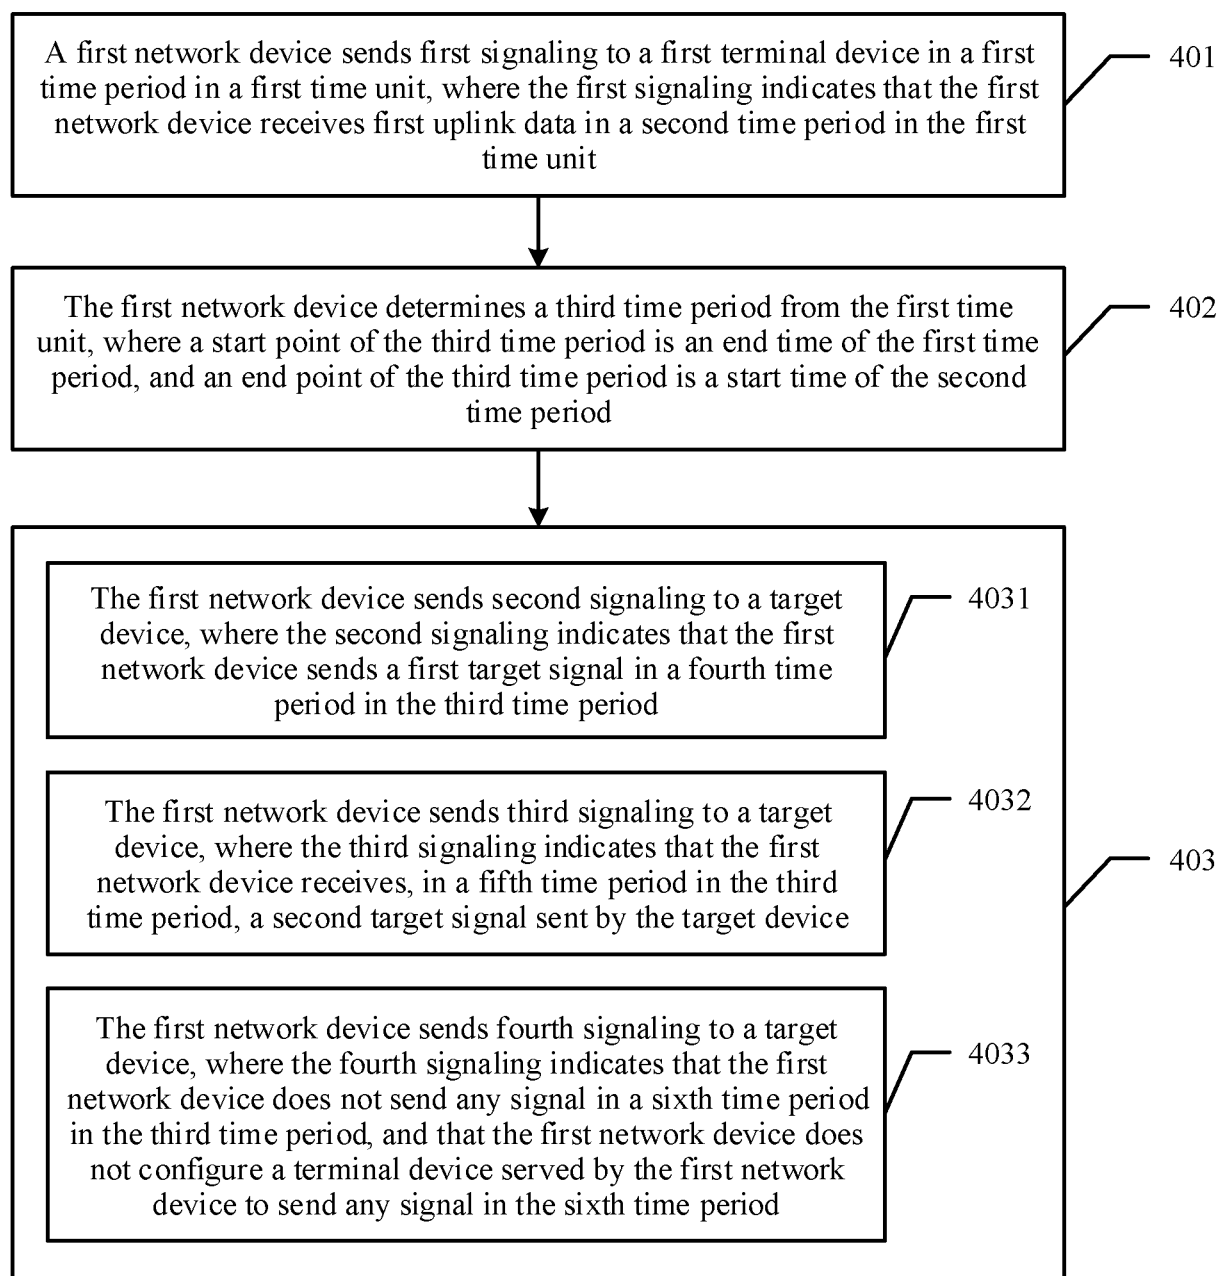 A first network device sends first signaling to a first terminal device in a first
time period in a first time unit, where the first signaling indicates that the first
network device receives first uplink data in a second time period in the first
time unit
401
The first network device determines a third time period from the first time
unit, where a start point of the third time period is an end time of the first time
period, and an end point of the third time period is a start time of the second
time period
402
The first network device sends second signaling to a target
device, where the second signaling indicates that the first
network device sends a first target signal in a fourth time
period in the third time period
4031
The first network device sends third signaling to a target
device, where the third signaling indicates that the first
network device receives, in a fifth time period in the third
time period, a second target signal sent by the target device
4032
403
The first network device sends fourth signaling to a target
device, where the fourth signaling indicates that the first
network device does not send any signal in a sixth time period
in the third time period, and that the first network device does
not configure a terminal device served by the first network
device to send any signal in the sixth time period
4033